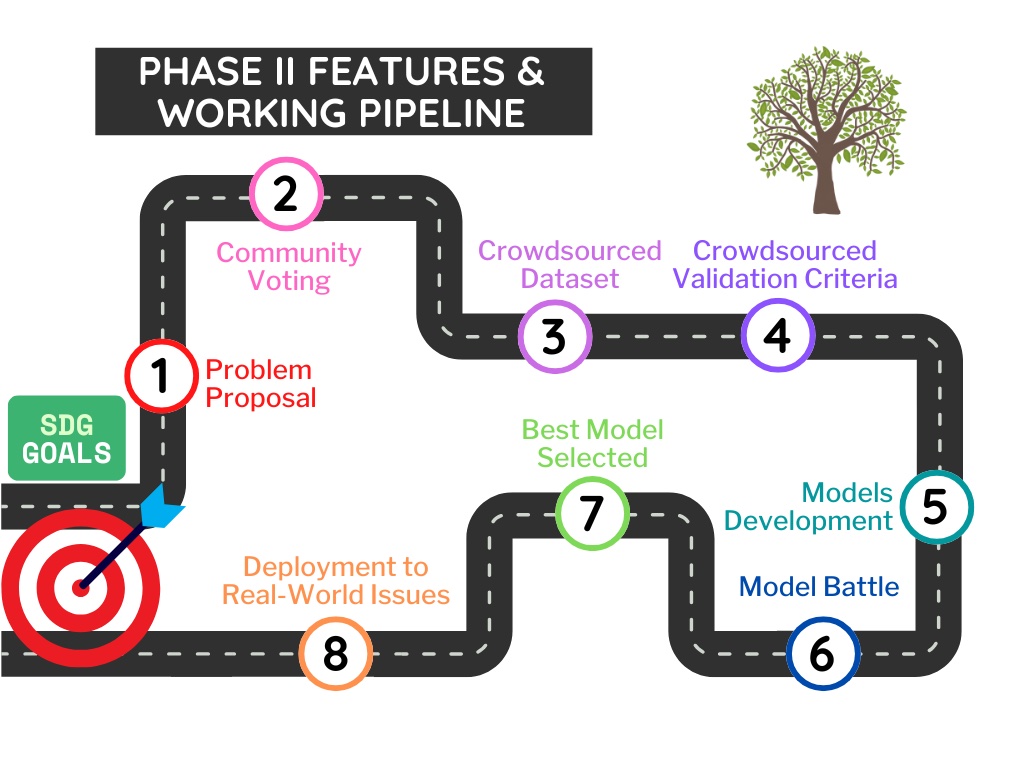 PHASE II FEATURES &
WORKING PIPELINE
SDG
GOALS
1
Problem
Proposal
2
Community
Voting
3
Crowdsourced
Dataset
4
Crowdsourced
Validation Criteria
5
Models
Development
6
Model Battle
7
Best Model
Selected
8
Deployment to
Real-World Issues